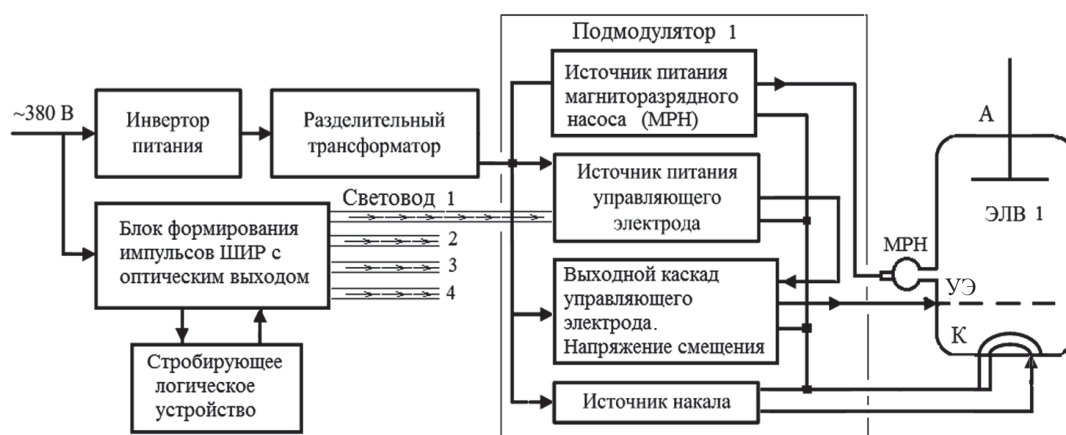 Подмодулятор 1
~380 В
Инвертор
питания
Разделительный
трансформатор
Источник питания
магниторазрядного
насоса (МРН)
А
ЭЛВ 1
МРН
УЭ
К
Световод 1
2
3
4
Блок формирования
импульсов ШИР с
оптическим выходом
Источник питания
управляющего
электрода
Выходной каскад
управляющего
электрода.
Напряжение смещения
Стробирующее
логическое
устройство
Источник накала